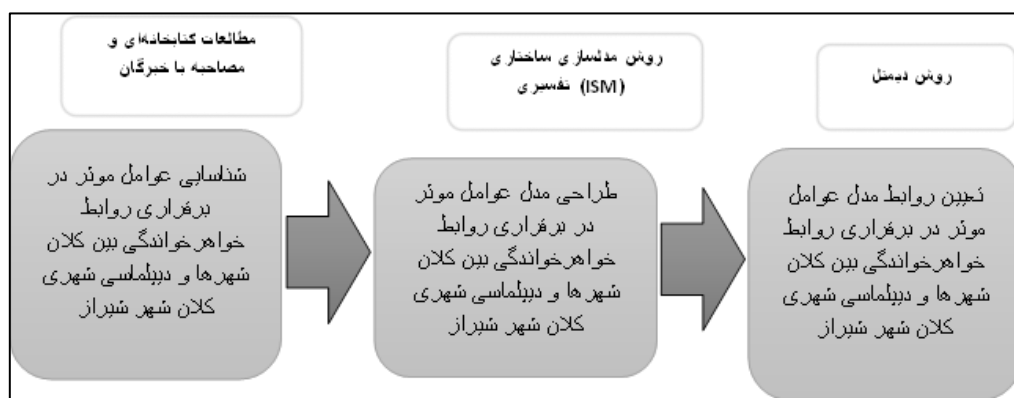 مطالعات کتابخانه‌ای و
مصاحبه با خبرگان
شناسایی عوامل موثر در
برقراری روابط
خواهرخواندگی بین کلان
شهرها و دیپلماسی شهری
کلان شهر شیراز
روش مدلسازی ساختاری
تفسیری (ISM)
طراحی مدل عوامل موثر
در برقراری روابط
خواهرخواندگی بین کلان
شهرها و دیپلماسی شهری
کلان شهر شیراز
روش دیمتل
تعیین روابط مدل عوامل
موثر در برقراری روابط
خواهرخواندگی بین کلان
شهرها و دیپلماسی شهری
کلان شهر شیراز